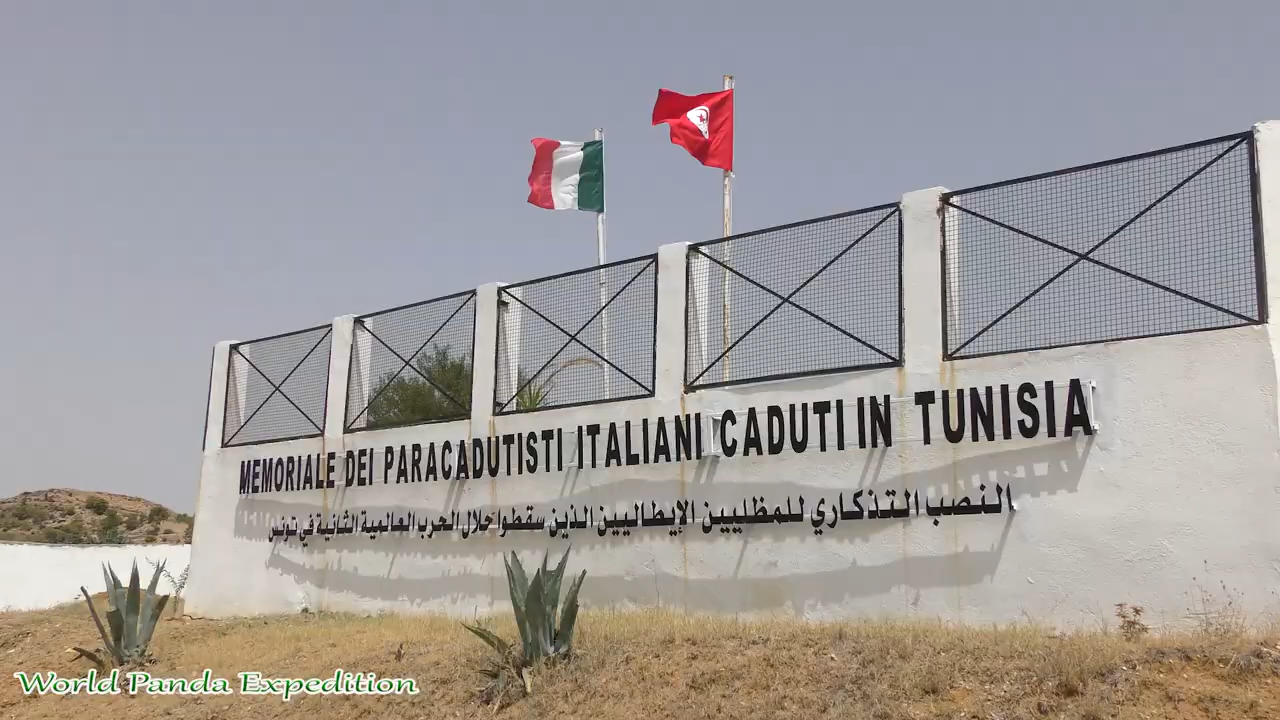 MEMORIALE DEI PARACADUTISTI ITALIANI CADUTI IN TUNISIA
النصب التذكاري للمظليين الإيطاليين الذين سقطوا خلال الحرب العالمية الثانية في تونس
World Panda Expedition